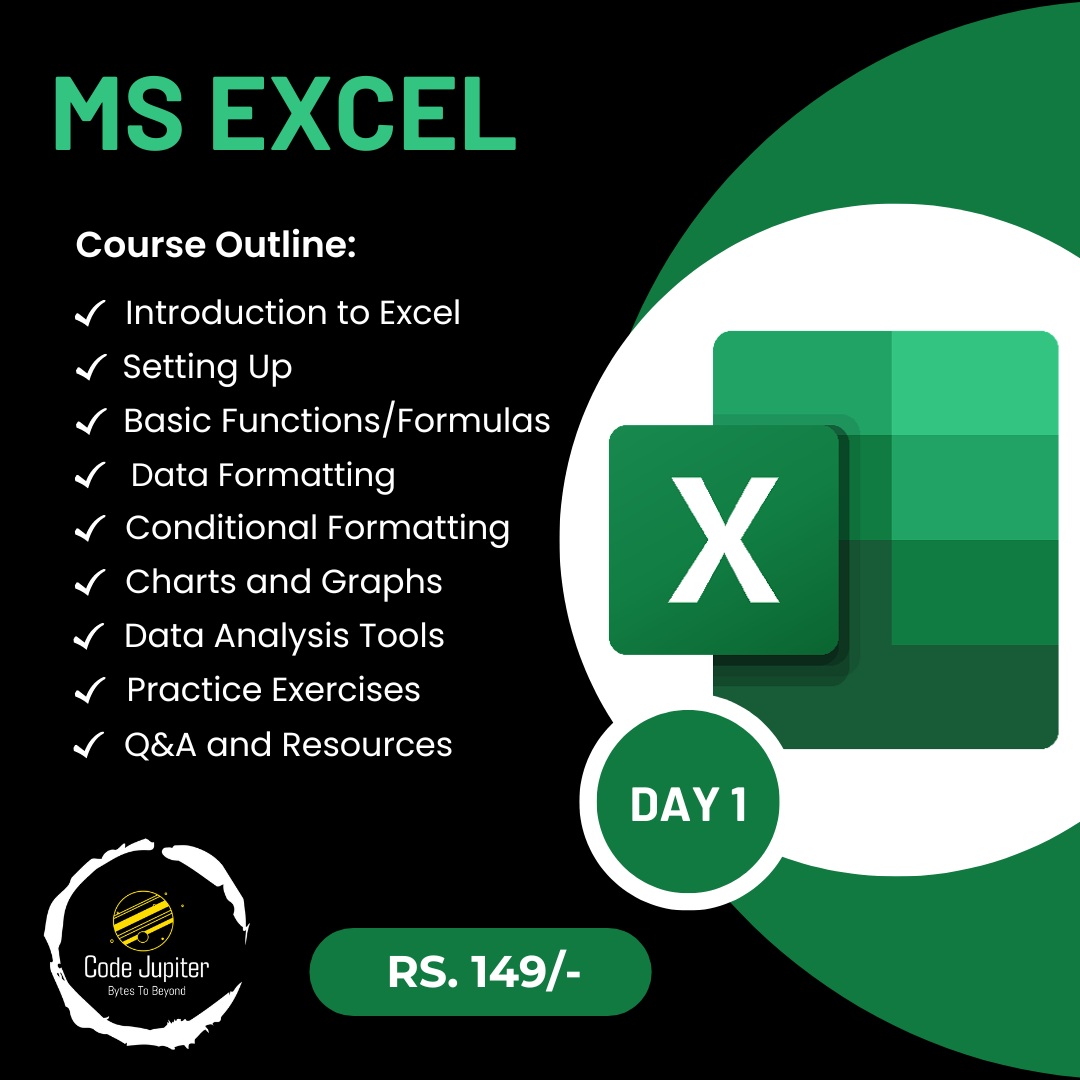 MS EXCEL
Course Outline:
Introduction to Excel
Setting Up
Basic Functions/Formulas
Data Formatting
Conditional Formatting
Charts and Graphs
Data Analysis Tools
Practice Exercises
Q&A and Resources
X
DAY 1
Code Jupiter
Bytes To Beyond
RS. 149/-